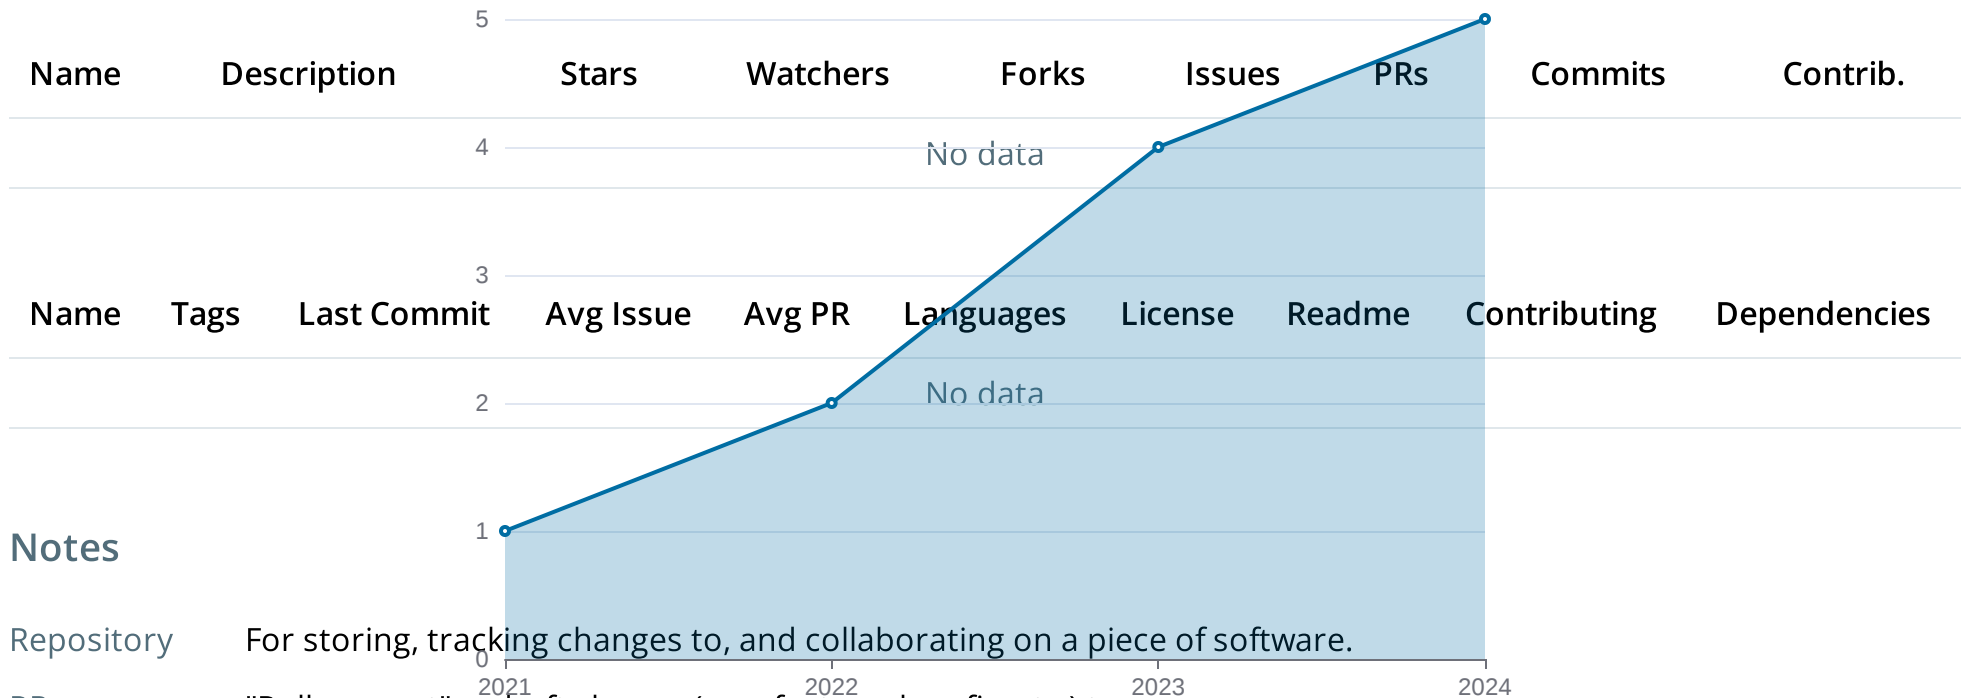 5
Name Description Stars Watchers Forks Issues PRs Commits Contrib.
4
No data
3
Name Tags Last Commit Avg Issue Avg PR Languages License Readme Contributing Dependencies
No data
2
1
Notes
Repository For storing, tracking changes to, and collaborating on a piece of software.
0
2021 2022 2023 2024